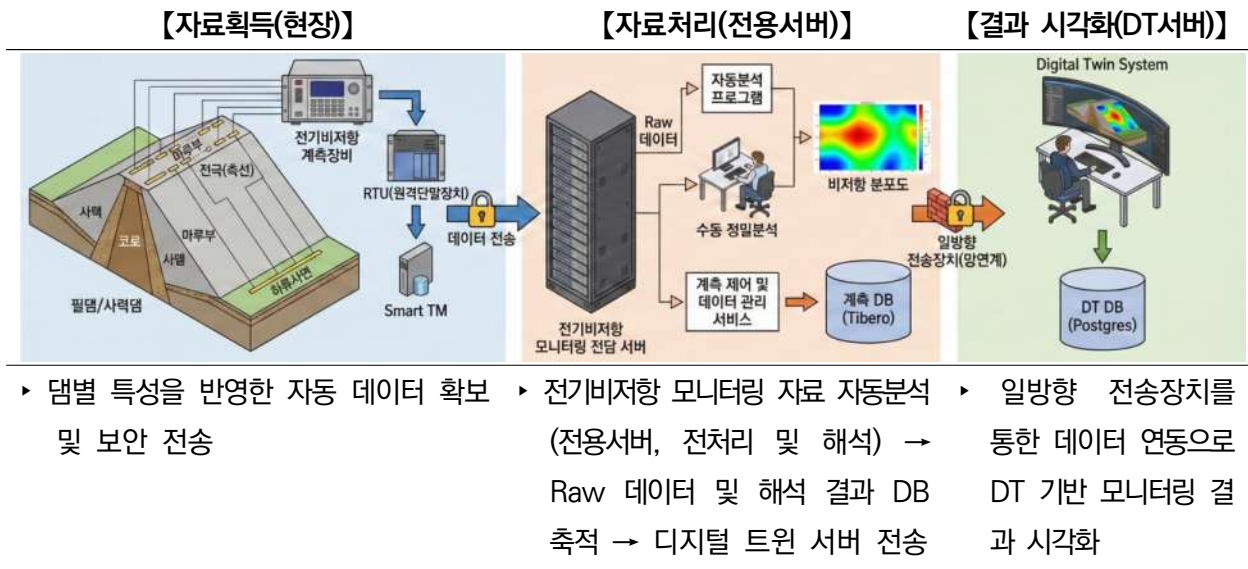 【자료획득(현장)】
【자료처리(전용서버)】
【결과 시각화(DT서버)】
마루부
전극(측선)
사력
코로
마루부
사뎀
하류사면
필댐/사력댐
전기비저항
계측장비
RTU(원격단말장치)
데이터 전송
Smart TM
Raw
데이터
자동분석
프로그램
수동 정밀분석
비저항 분포도
계측 제어 및
데이터 관리
서비스
계측 DB
(Tibero)
전기비저항
모니터링 전담 서버
일방향
전송장치(망연계)
Digital Twin System
DT DB
(Postgres)
‣ 댐별 특성을 반영한 자동 데이터 확보
및 보안 전송
‣ 전기비저항 모니터링 자료 자동분석
(전용서버, 전처리 및 해석) →
Raw 데이터 및 해석 결과 DB
축적 → 디지털 트윈 서버 전송
‣ 일방향 전송장치를
통한 데이터 연동으로
DT 기반 모니터링 결
과 시각화